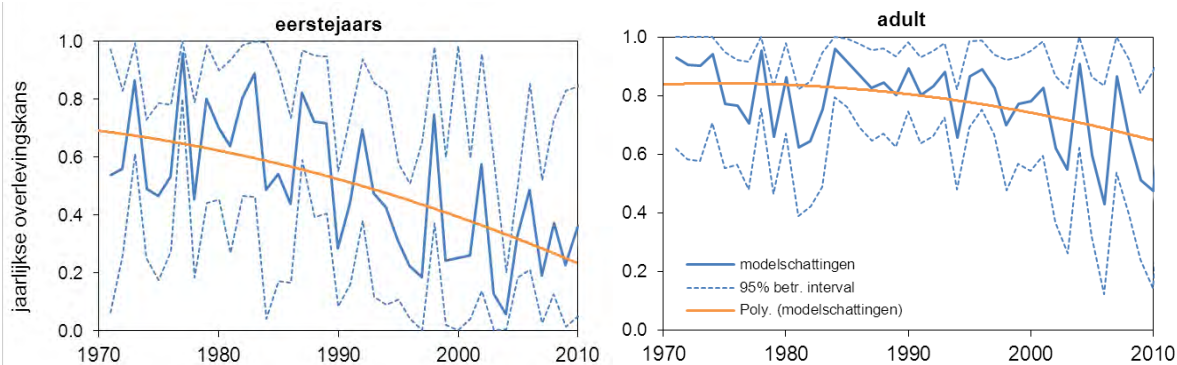 eerstejaars
jaarlijkse overlevingskans
1.0
0.8
0.6
0.4
0.2
0.0
1970 1980 1990 2000 2010
adult
1.0
0.8
0.6
0.4
0.2
0.0
modelschattingen
95% betr. interval
Poly. (modelschattingen)
1970 1980 1990 2000 2010